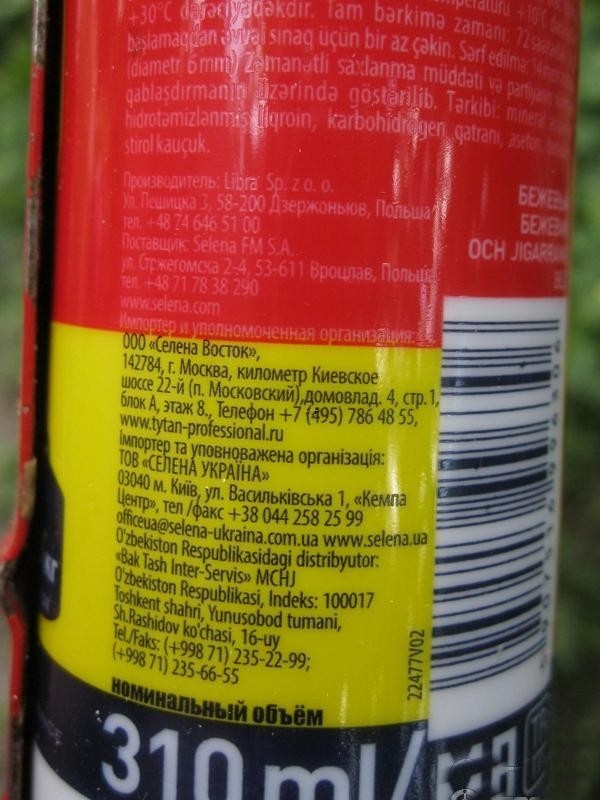 +30°C dərəcəyədəkdir. Tam bərkimə zamanı: 72
başlamaqdan əvvəl sınaq üçün bir az çəkin. Sərf edilmə: 14
(diametr 6mm) Zəmanətli saxlanma müddəti və partiyanın
qablaşdırmanın üzərində göstərilib. Tərkibi: mineral
hidrotəmizlənmiş liqroin, karbohidrogen qatranı, aseton,
stirol kauçuk.
Производитель: Libra Sp. z o. o.
Ул. Пешицка 3, 58-200 Дзержоньюв, Польша
тел. +48 74 646 51 00
Поставщик: Selena FM S.A.
ул. Стржегомска 2-4, 53-611 Вроцлав, Польша
тел. +48 71 78 38 290
www.selena.com
Импортер и уполномоченная организация:
ООО «Селена Восток»,
142784, г. Москва, километр Киевское
шоссе 22-й (п. Московский),домовлад. 4, стр.1,
блок А, этаж 8., Телефон +7 (495) 786 48 55,
www.tytan-professional.ru
Імпортер та уповноважена організація:
ТОВ «СЕЛЕНА УКРАЇНА»
03040 м. Київ, ул. Васильківська 1, «Кемпа
Центр», тел /факс +38 044 258 25 99
officeua@selena-ukraina.com.ua www.selena.ua
O'zbekiston Respublikasidagi distribyutor:
«Bak Tash Inter-Servis» MCHJ
O'zbekiston Respublikasi, Indeks: 100017
Toshkent shahri, Yunusobod tumani,
Sh.Rashidov ko'chasi, 16-uy
Tel./Faks: (+998 71) 235-22-99;
(+998 71) 235-66-55
номинальный объём
310 ml/мл
БЕЖЕВЫ
БЕЖЕВИ
OCH JIGARRAN
22477V02